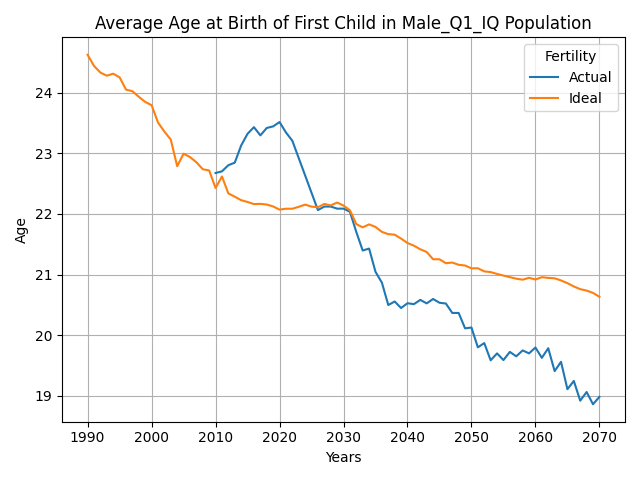 Average Age at Birth of First Child in Male_Q1_IQ Population
Fertility
Actual
Ideal
24
23
22
21
20
19
Age
1990 2000 2010 2020 2030 2040 2050 2060 2070
Years